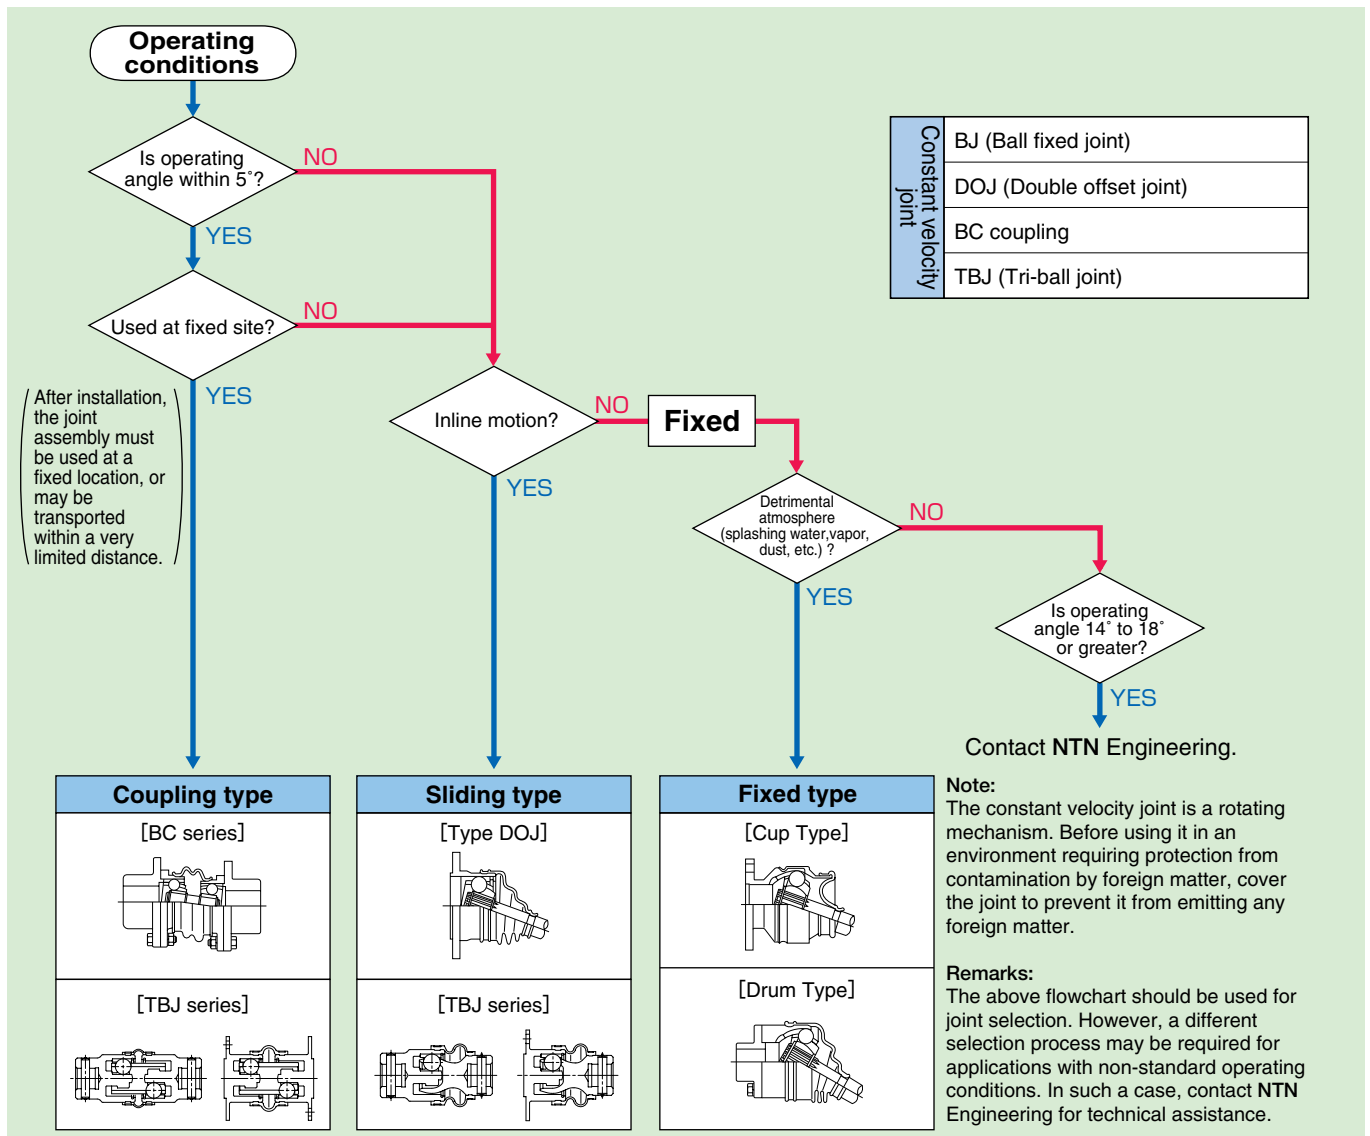 Operating
conditions
Is operating
angle within 5˚?
NO
YES
Used at fixed site?
NO
YES
After installation,
the joint
assembly must
be used at a
fixed location, or
may be
transported
within a very
limited distance.
Constant velocity
joint
BJ (Ball fixed joint)
DOJ (Double offset joint)
BC coupling
TBJ (Tri-ball joint)
Inline motion?
NO
YES
Fixed
Detrimental
atmosphere
(splashing water,vapor,
dust, etc.) ?
NO
YES
Is operating
angle 14˚ to 18˚
or greater?
YES
Contact NTN Engineering.
Coupling type
[BC series]
[TBJ series]
Sliding type
[Type DOJ]
[TBJ series]
Fixed type
[Cup Type]
[Drum Type]
Note:
The constant velocity joint is a rotating
mechanism. Before using it in an
environment requiring protection from
contamination by foreign matter, cover
the joint to prevent it from emitting any
foreign matter.
Remarks:
The above flowchart should be used for
joint selection. However, a different
selection process may be required for
applications with non-standard operating
conditions. In such a case, contact NTN
Engineering for technical assistance.